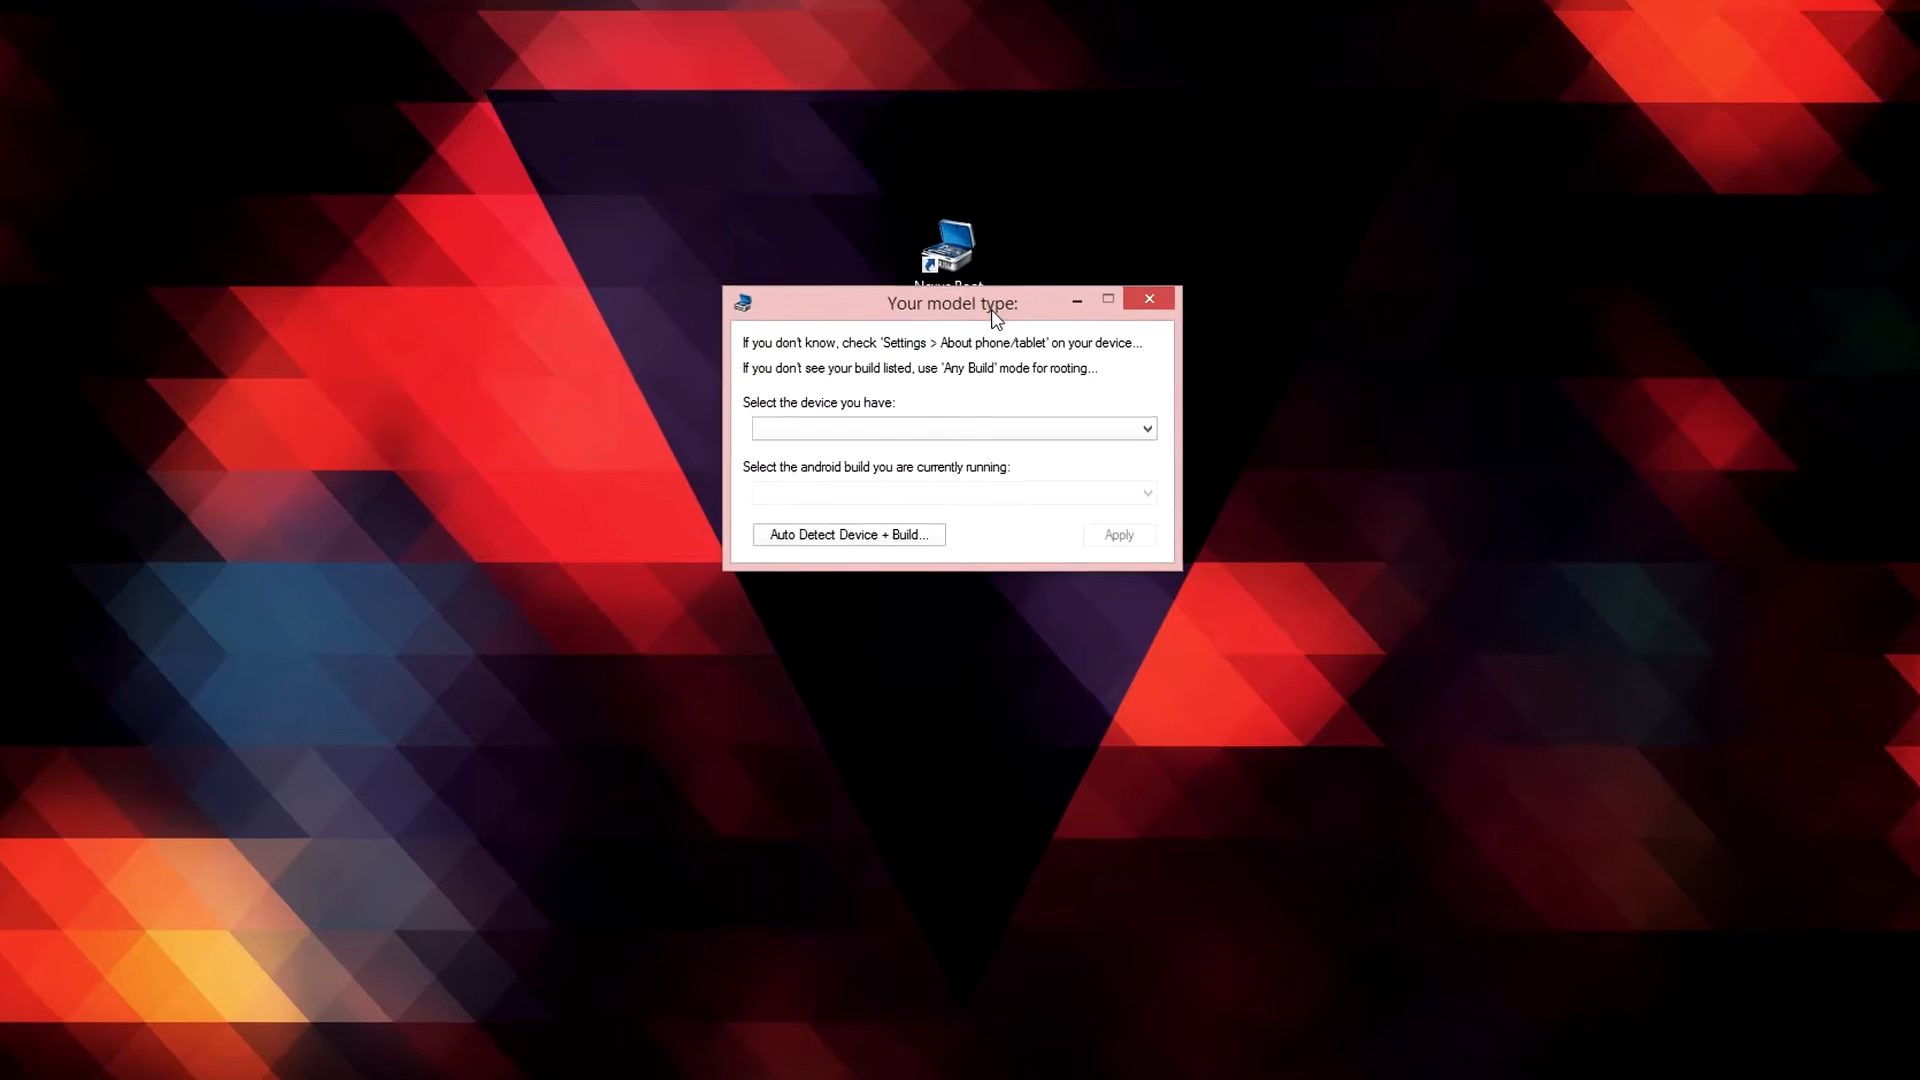 Your model type:
If you don't know, check 'Settings > About phone/tablet' on your device...
If you don't see your build listed, use 'Any Build' mode for rooting...
Select the device you have:
Select the android build you are currently running:
Auto Detect Device + Build...
Apply